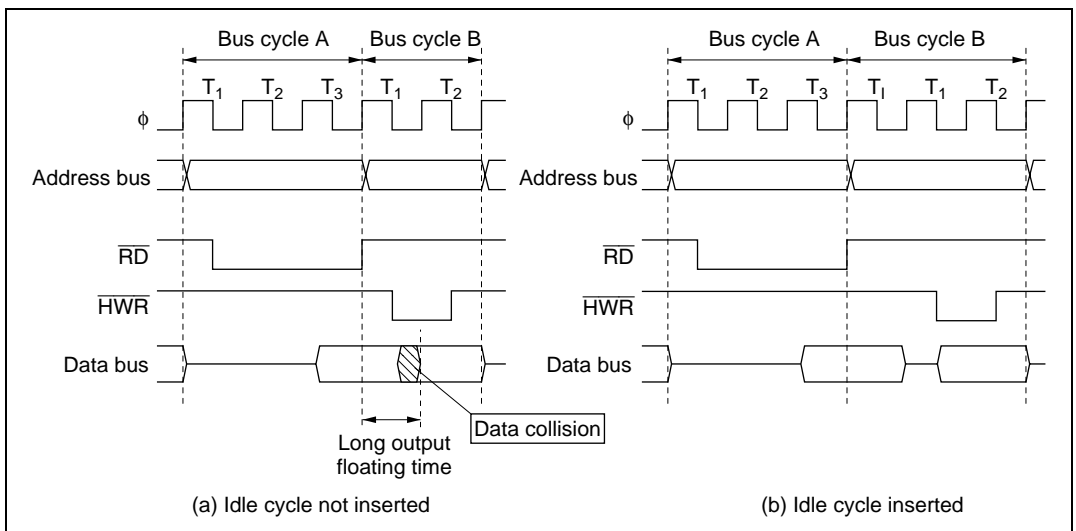 Bus cycle A Bus cycle B
T1 T2 T3 T1 T2
ϕ
Address bus
RD
HWR
Data bus
Data collision
Long output
floating time
(a) Idle cycle not inserted
Bus cycle A Bus cycle B
T1 T2 T3 TI T1 T2
ϕ
Address bus
RD
HWR
Data bus
(b) Idle cycle inserted